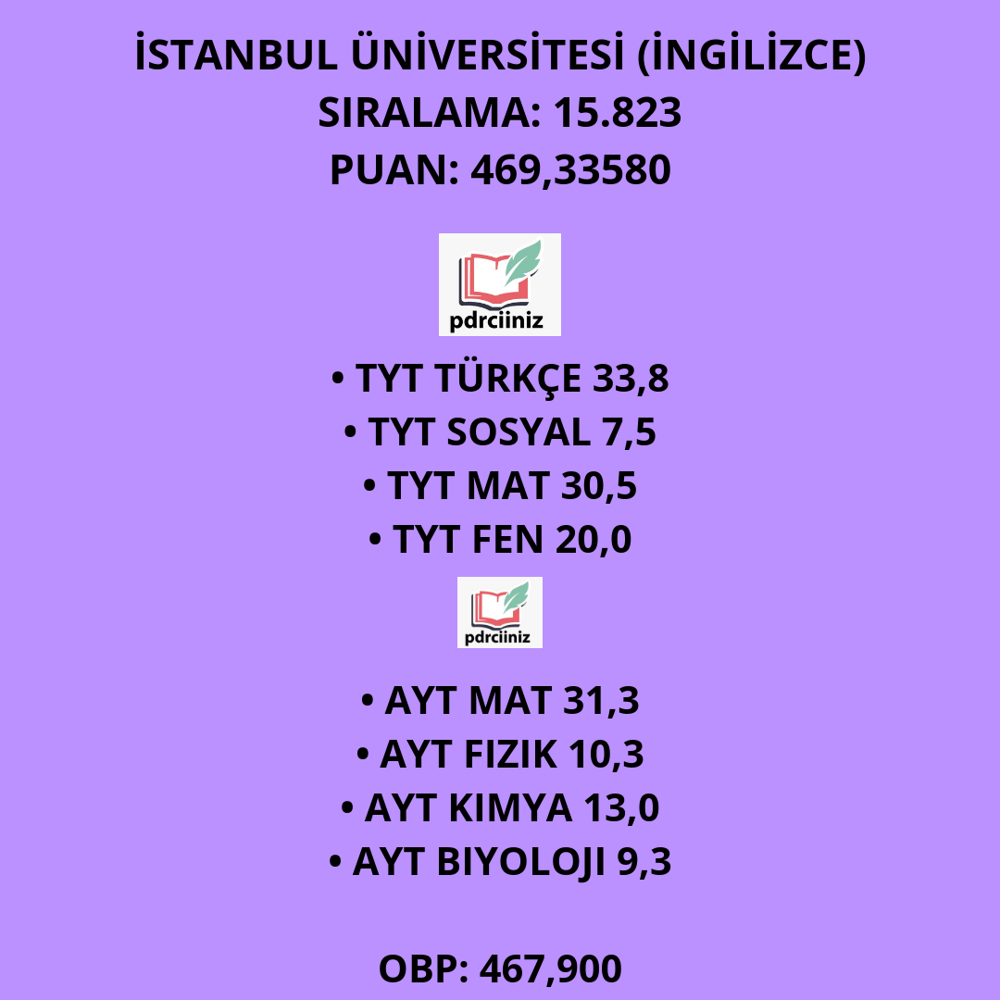 İSTANBUL ÜNİVERSİTESİ (İNGİLİZCE)
SIRALAMA: 15.823
PUAN: 469,33580
pdrciiniz
• TYT TÜRKÇE 33,8
• TYT SOSYAL 7,5
• TYT MAT 30,5
• TYT FEN 20,0
pdrciiniz
• AYT MAT 31,3
• AYT FIZIK 10,3
• AYT KIMYA 13,0
• AYT BIYOLOJI 9,3
OBP: 467,900